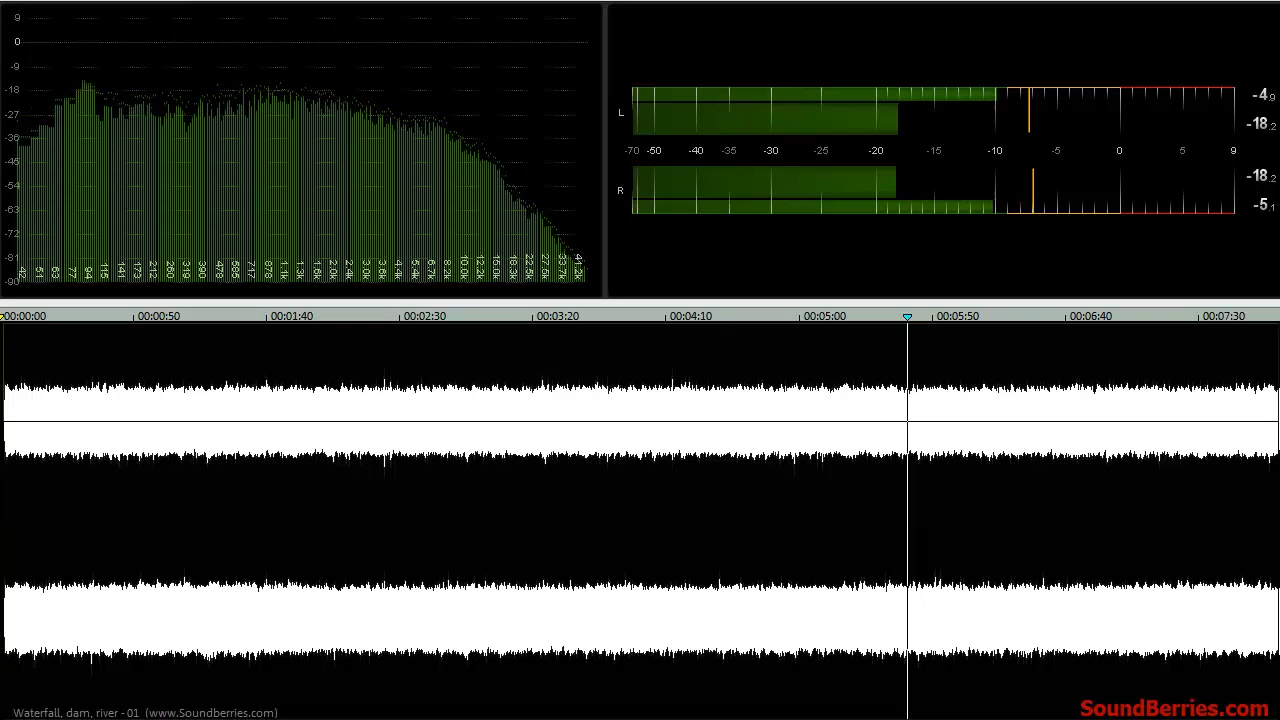 9
0
-9
-18
-27
-36
-45
-54
-63
-72
-81
-90
42 51 63 77 94 115 141 173 212 260 319 390 478 585 717 878 1.1k 1.3k 1.6k 2.0k 2.4k 3.0k 3.6k 4.4k 5.4k 6.7k 8.2k 10.0k 12.2k 15.0k 18.3k 22.5k 27.5k 33.7k 41.2k
-4.9
L
-18.2
-70 -50 -40 -35 -30 -25 -20 -15 -10 -5 0 5 9
-18.2
R
-5.1
00:00:00 00:00:50 00:01:40 00:02:30 00:03:20 00:04:10 00:05:00 00:05:50 00:06:40 00:07:30
Waterfall, dam, river - 01 (www.Soundberries.com)
SoundBerries.com